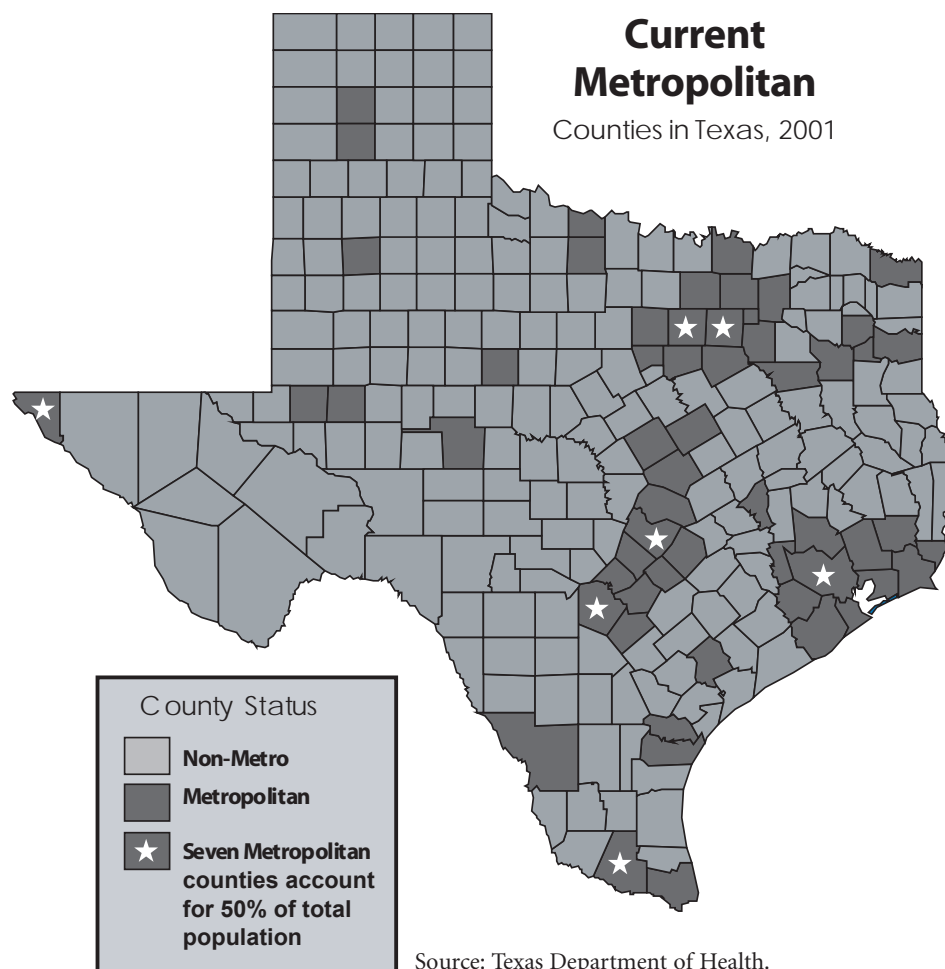 Current
Metropolitan
Counties in Texas, 2001
County Status
Non-Metro
Metropolitan
Seven Metropolitan
counties account
for 50% of total
population
Source: Texas Department of Health.